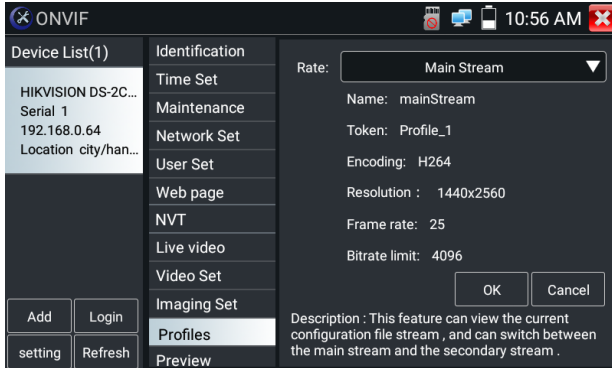 ONVIF
10:56 AM
Device List(1)
HIKVISION DS-2C...
Serial 1
192.168.0.64
Location city/han...
Add
Login
setting
Refresh
Identification
Time Set
Maintenance
Network Set
User Set
Web page
NVT
Live video
Video Set
Imaging Set
Profiles
Preview
Rate: Main Stream
Name: mainStream
Token: Profile_1
Encoding: H264
Resolution : 1440x2560
Frame rate: 25
Bitrate limit: 4096
OK
Cancel
Description : This feature can view the current
configuration file stream , and can switch between
the main stream and the secondary stream .